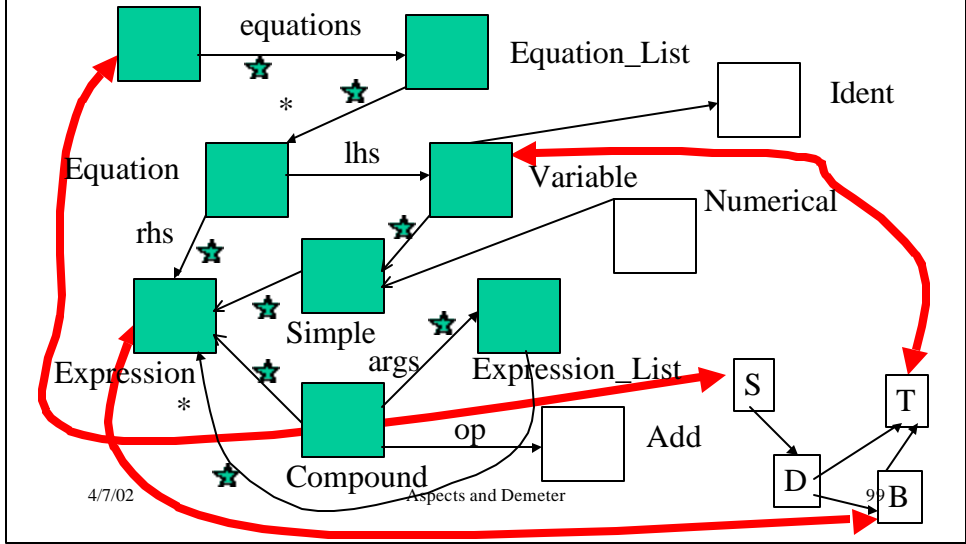 equations
Equation_List
*
Ident
Equation
lhs
Variable
Numerical
rhs
Simple
args
Expression
Expression_List
*
S
T
op
Add
Compound
D
B
4/7/02
Aspects and Demeter
99